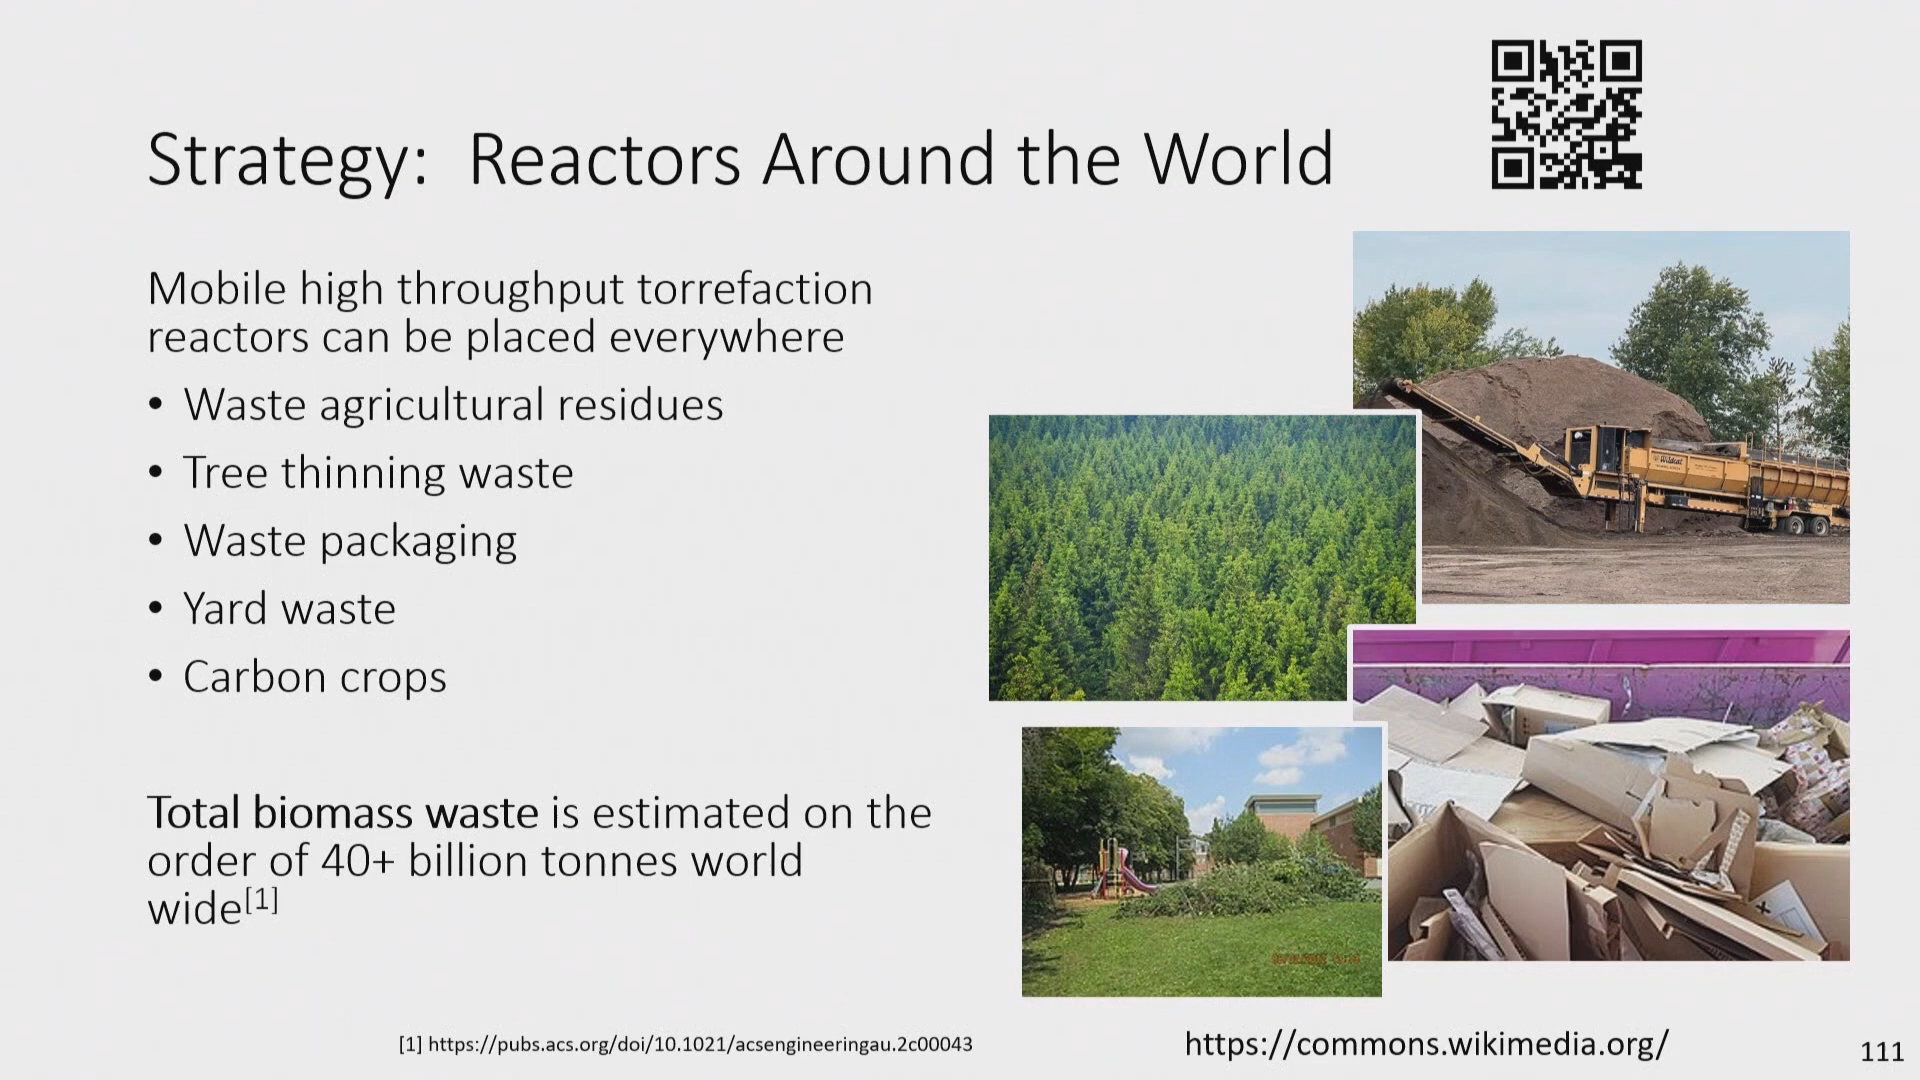 Strategy: Reactors Around the World
Mobile high throughput torrefaction
reactors can be placed everywhere
• Waste agricultural residues
• Tree thinning waste
• Waste packaging
• Yard waste
• Carbon crops
Total biomass waste is estimated on the
order of 40+ billion tonnes world
wide[1]
Wildcat
[1] https://pubs.acs.org/doi/10.1021/acsengineeringau.2c00043
https://commons.wikimedia.org/
111